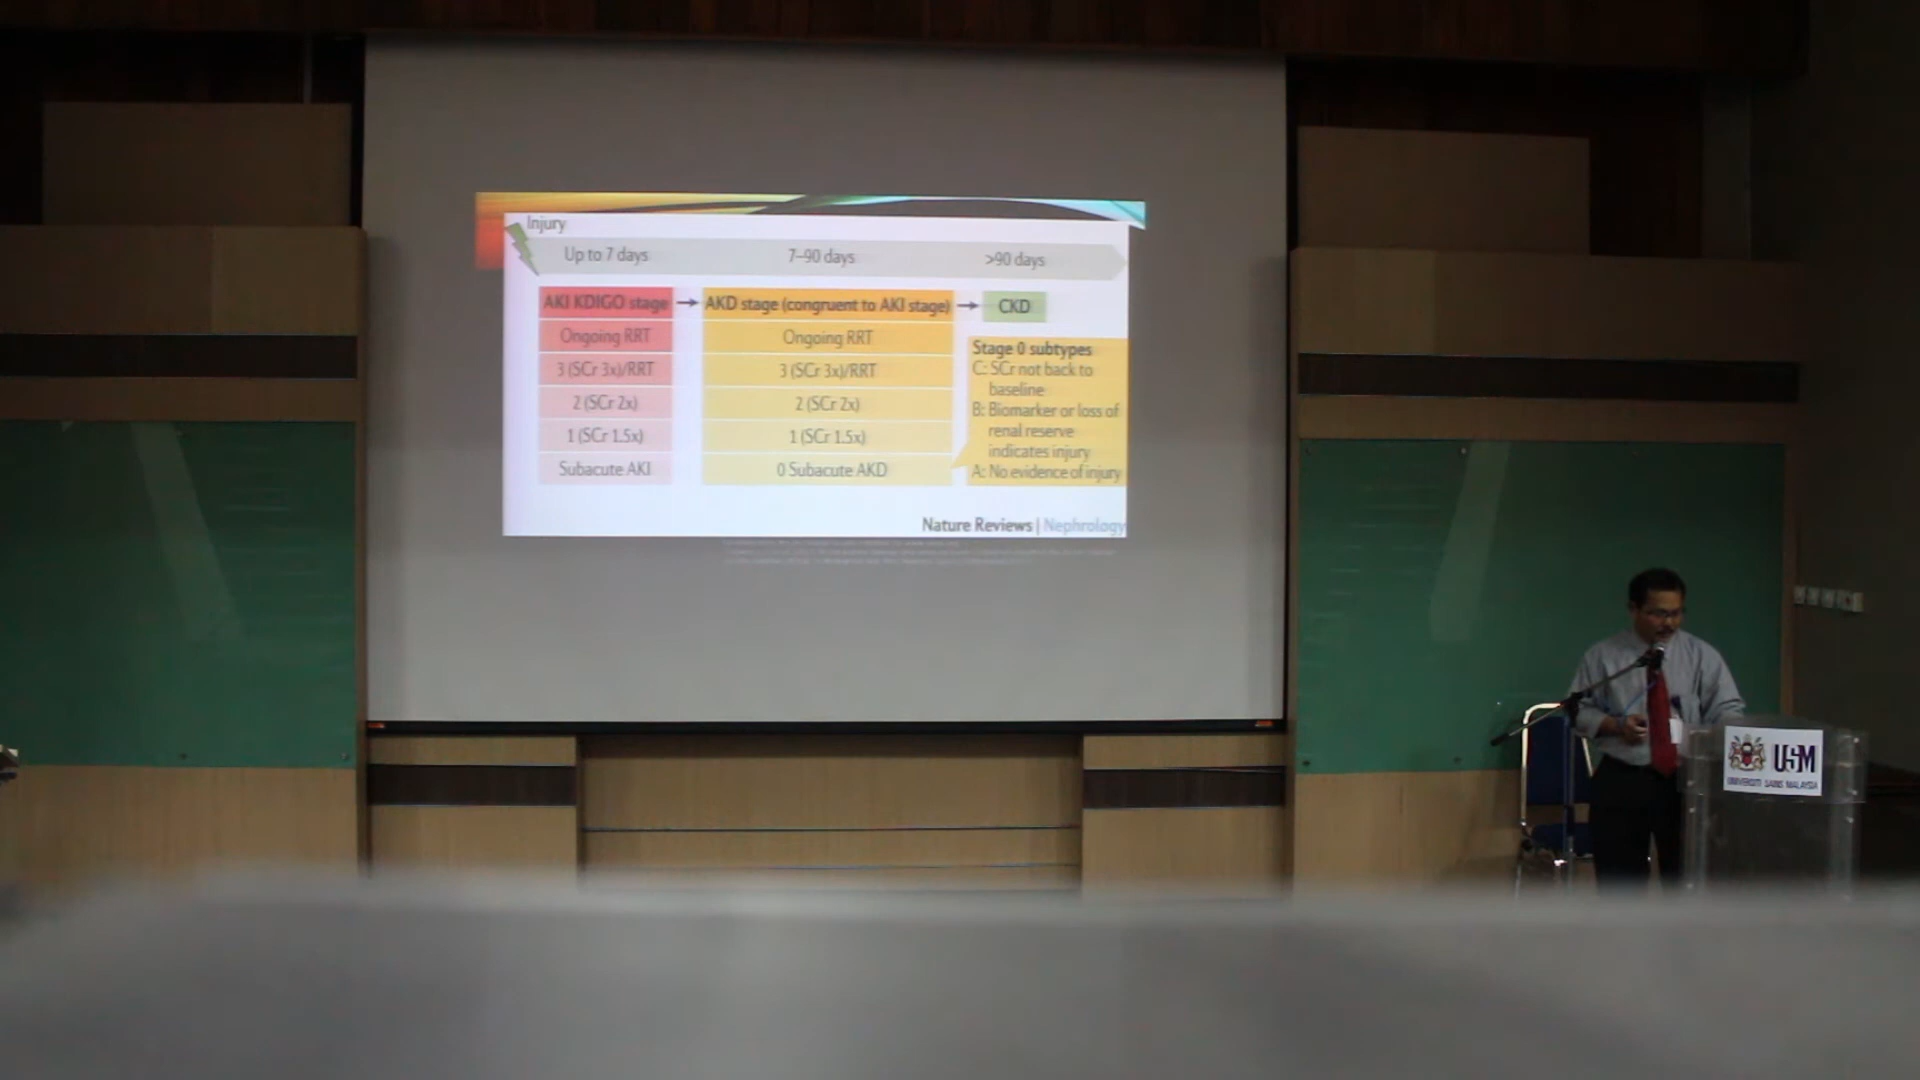 Injury
Up to 7 days
7–90 days
>90 days
AKI KDIGO stage
AKD stage (congruent to AKI stage)
CKD
Ongoing RRT
Ongoing RRT
3 (SCr 3x)/RRT
3 (SCr 3x)/RRT
2 (SCr 2x)
2 (SCr 2x)
1 (SCr 1.5x)
1 (SCr 1.5x)
Subacute AKI
0 Subacute AKD
Stage 0 subtypes
C: SCr not back to
baseline
B: Biomarker or loss of
renal reserve
indicates injury
A: No evidence of injury
Nature Reviews | Nephrology
USM
UNIVERSITI SAINS MALAYSIA